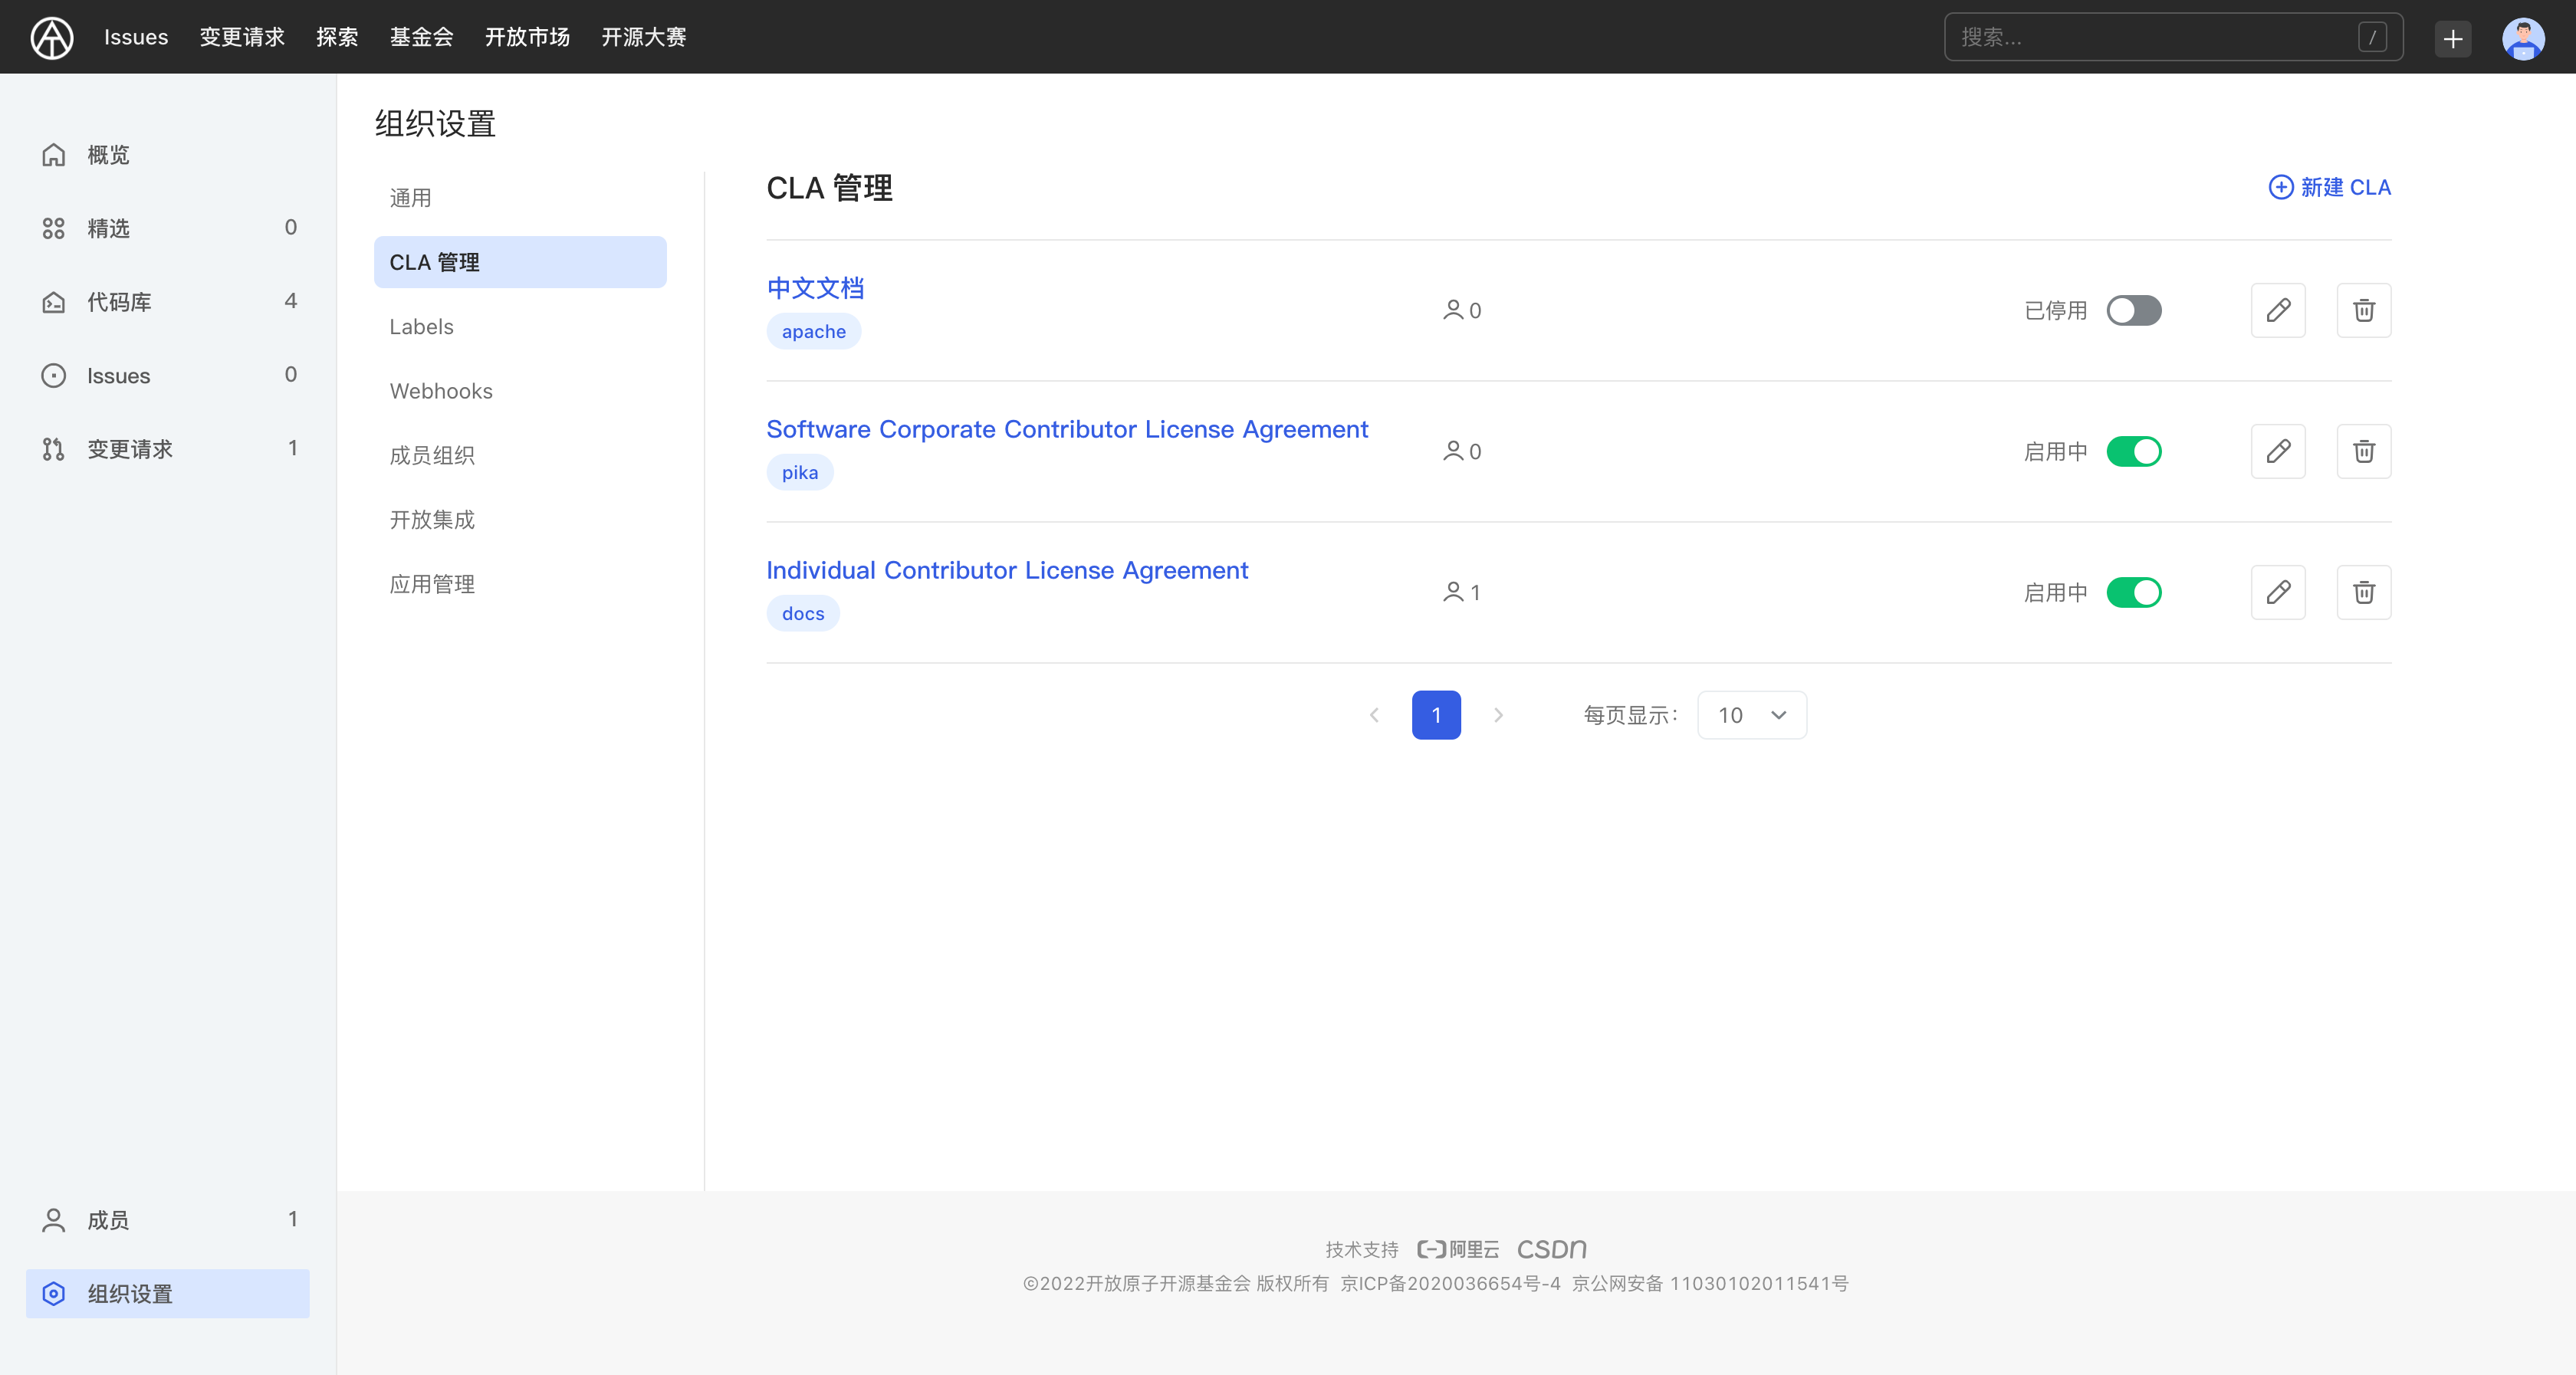 Issues 变更请求 探索 基金会 开放市场 开源大赛 搜索... /
概览
精选 0
代码库 4
Issues 0
变更请求 1
成员 1
组织设置
组织设置
通用
CLA 管理
Labels
Webhooks
成员组织
开放集成
应用管理
CLA 管理 新建 CLA
中文文档
apache
0 已停用
Software Corporate Contributor License Agreement
pika
0 启用中
Individual Contributor License Agreement
docs
1 启用中
1 每页显示: 10
技术支持 阿里云 CSDN
©2022开放原子开源基金会 版权所有 京ICP备2020036654号-4 京公网安备 11030102011541号